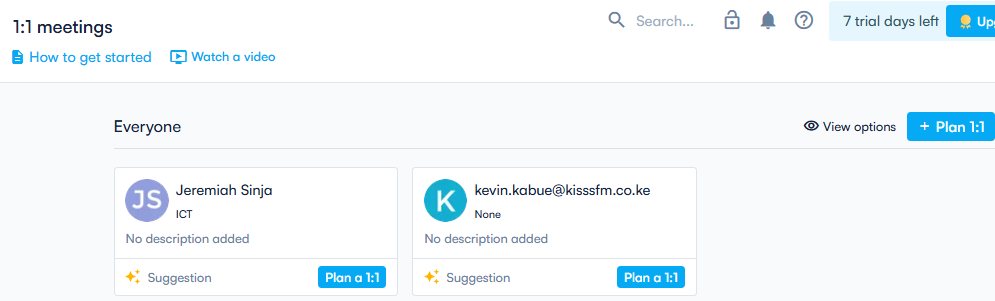 1:1 meetings
Search...
7 trial days left
Upg
How to get started
Watch a video
Everyone
View options
+ Plan 1:1
JS
Jeremiah Sinja
ICT
No description added
Suggestion
Plan a 1:1
K
kevin.kabue@kisssfm.co.ke
None
No description added
Suggestion
Plan a 1:1